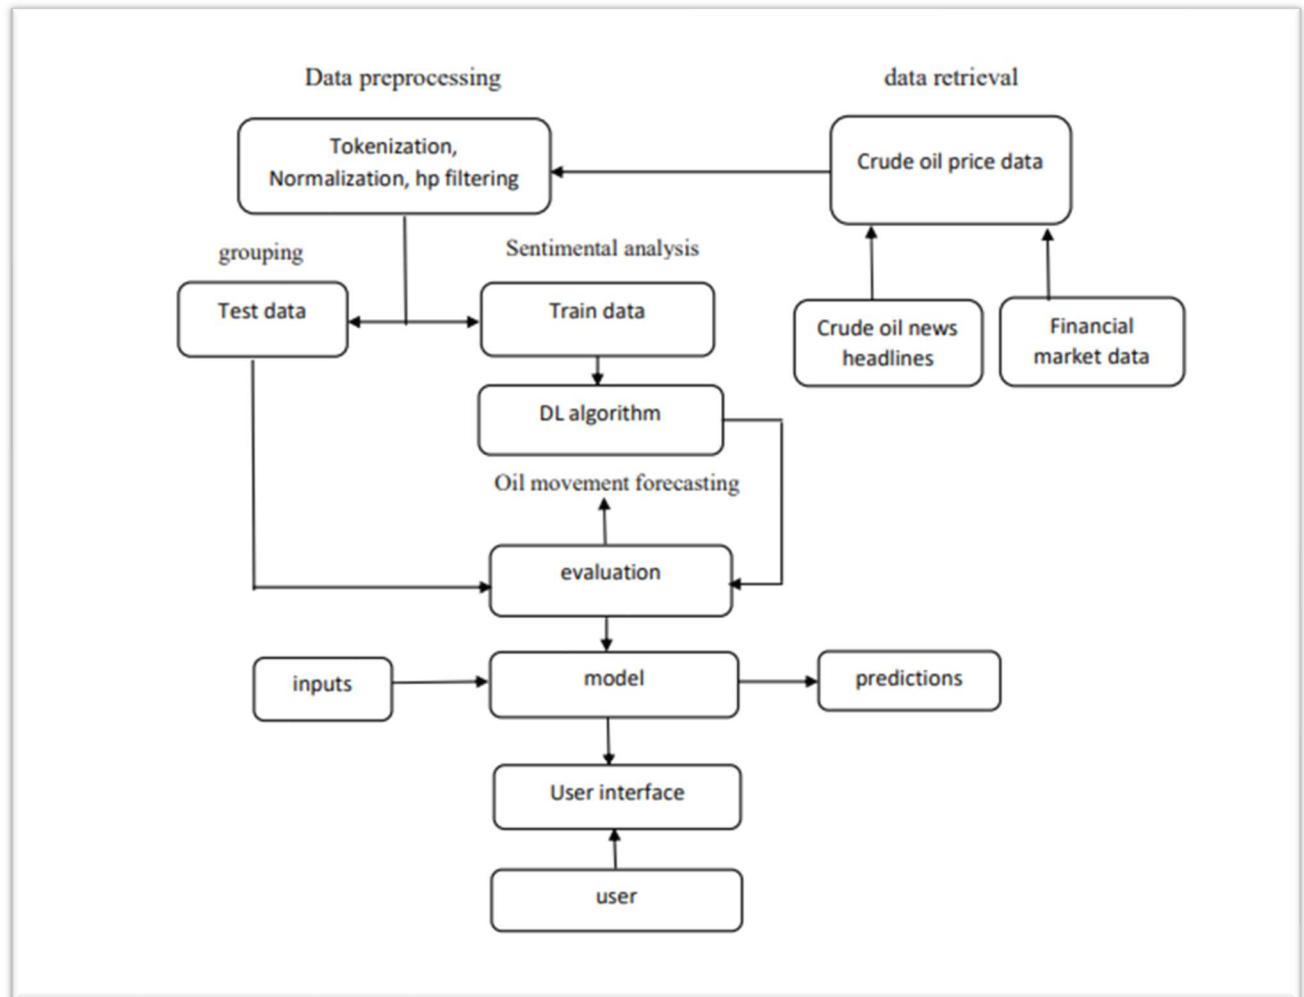 Data preprocessing
data retrieval
Tokenization,
Normalization, hp filtering
Crude oil price data
grouping
Sentimental analysis
Test data
Train data
Crude oil news
headlines
Financial
market data
DL algorithm
Oil movement forecasting
evaluation
inputs
model
predictions
User interface
user